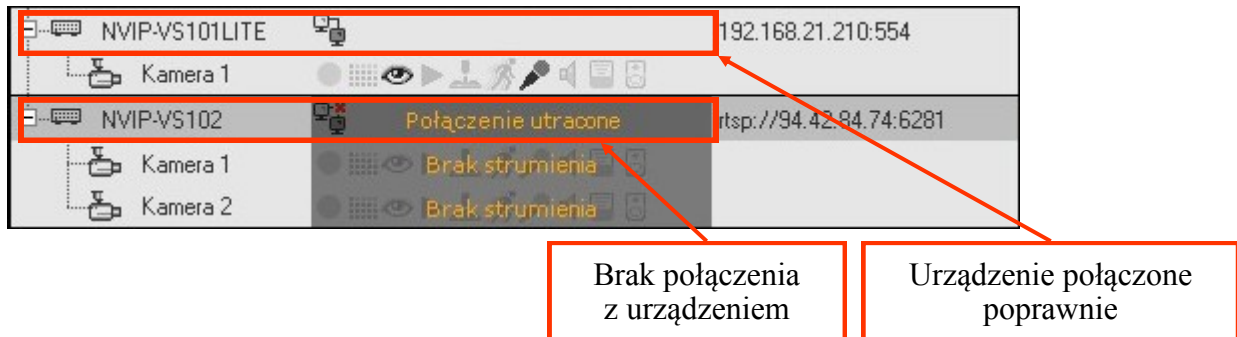 NVIP-VS101LITE 192.168.21.210:554
Kamera 1
NVIP-VS102 Połączenie utracone rtsp://94.42.84.74:6281
Kamera 1 Brak strumienia
Kamera 2 Brak strumienia
Brak połączenia
z urządzeniem
Urządzenie połączone
poprawnie